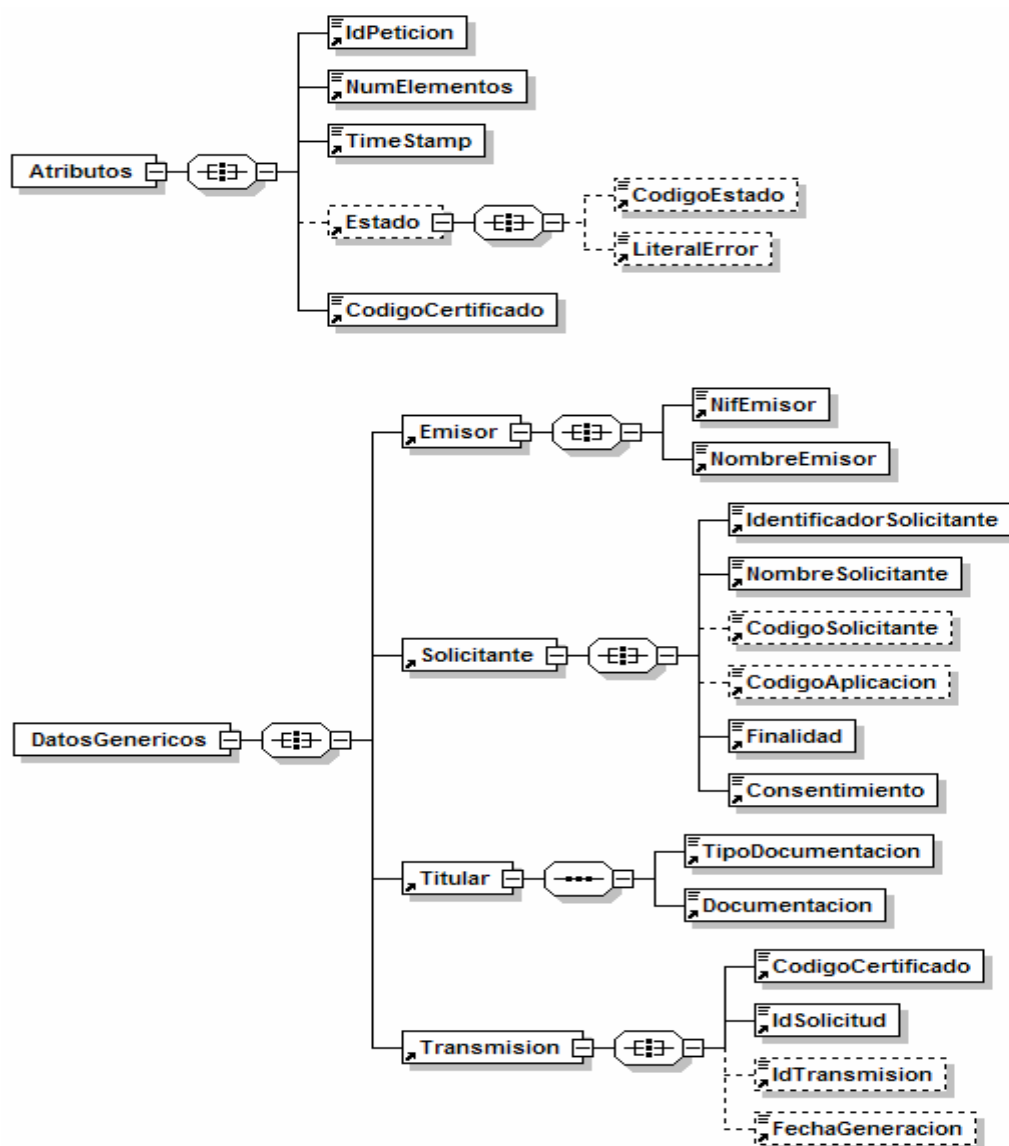 IdPeticion
NumElementos
TimeStamp
Atributos
CodigoEstado
Estado
LiteralError
CodigoCertificado
NifEmisor
Emisor
NombreEmisor
IdentificadorSolicitante
NombreSolicitante
CodigoSolicitante
Solicitante
CodigoAplicacion
DatosGenericos
Finalidad
Consentimiento
TipoDocumentacion
Titular
Documentacion
CodigoCertificado
IdSolicitud
Transmision
IdTransmision
FechaGeneracion